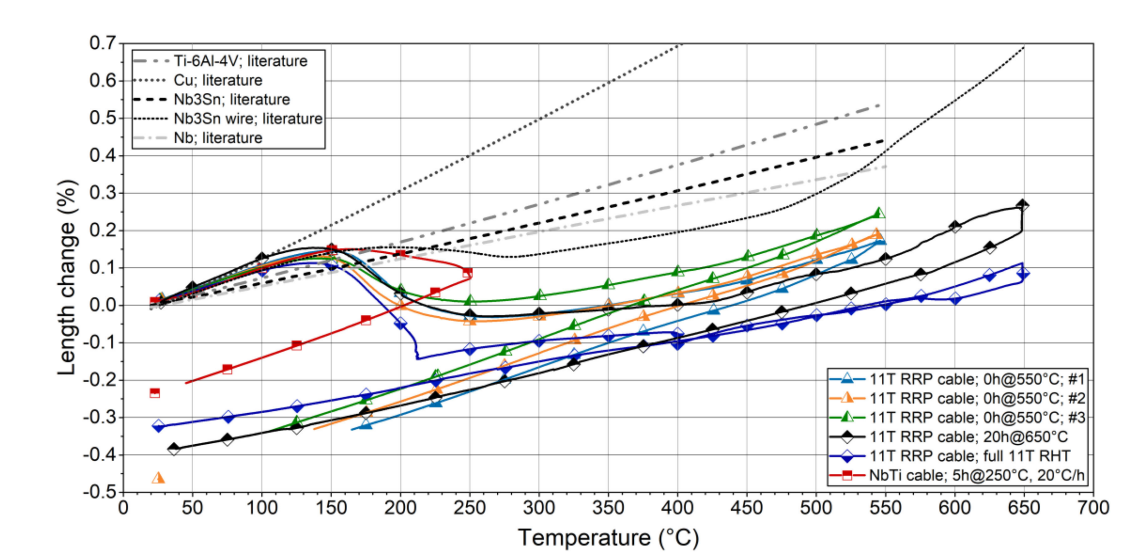 0.7
0.6
0.5
0.4
0.3
0.2
0.1
0.0
-0.1
-0.2
-0.3
-0.4
-0.5
Length change (%)
Ti-6Al-4V; literature
Cu; literature
Nb3Sn; literature
Nb3Sn wire; literature
Nb; literature
11T RRP cable; 0h@550°C; #1
11T RRP cable; 0h@550°C; #2
11T RRP cable; 0h@550°C; #3
11T RRP cable; 20h@650°C
11T RRP cable; full 11T RHT
NbTi cable; 5h@250°C, 20°C/h
0 50 100 150 200 250 300 350 400 450 500 550 600 650 700
Temperature (°C)